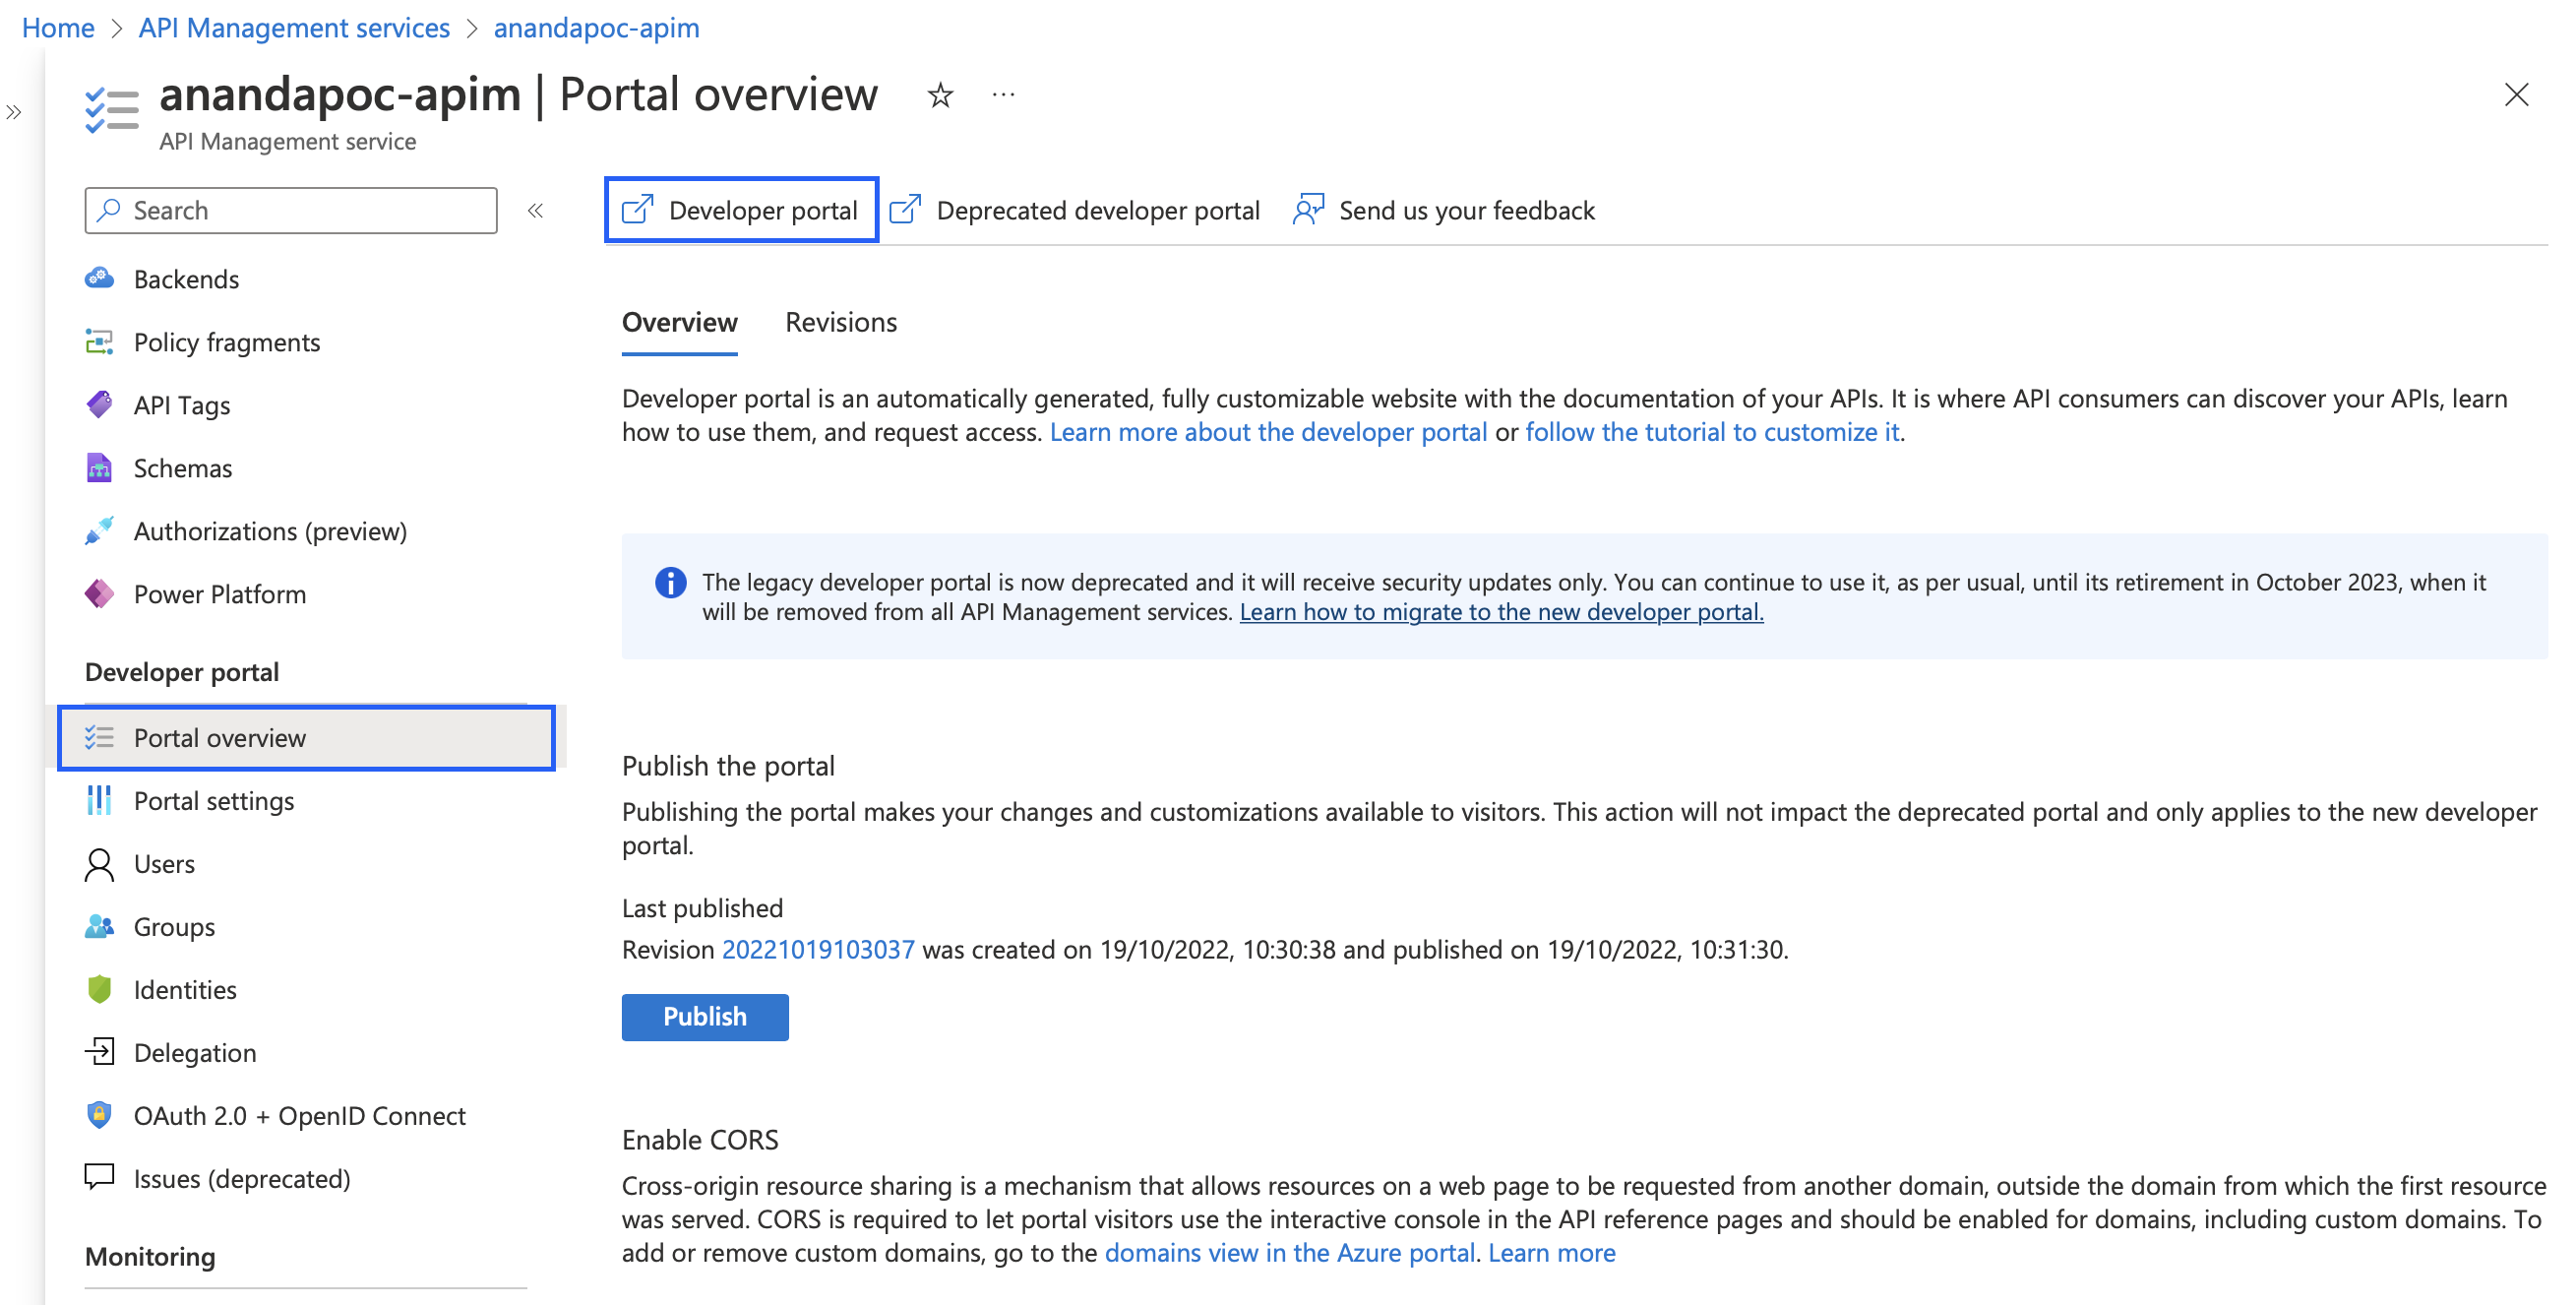 Home > API Management services > anandapoc-apim
anandapoc-apim | Portal overview
API Management service
Search
Backends
Policy fragments
API Tags
Schemas
Authorizations (preview)
Power Platform
Developer portal
Portal overview
Portal settings
Users
Groups
Identities
Delegation
OAuth 2.0 + OpenID Connect
Issues (deprecated)
Monitoring
Developer portal
Deprecated developer portal
Send us your feedback
Overview
Revisions
Developer portal is an automatically generated, fully customizable website with the documentation of your APIs. It is where API consumers can discover your APIs, learn
how to use them, and request access. Learn more about the developer portal or follow the tutorial to customize it.
The legacy developer portal is now deprecated and it will receive security updates only. You can continue to use it, as per usual, until its retirement in October 2023, when it
will be removed from all API Management services. Learn how to migrate to the new developer portal.
Publish the portal
Publishing the portal makes your changes and customizations available to visitors. This action will not impact the deprecated portal and only applies to the new developer
portal.
Last published
Revision 20221019103037 was created on 19/10/2022, 10:30:38 and published on 19/10/2022, 10:31:30.
Publish
Enable CORS
Cross-origin resource sharing is a mechanism that allows resources on a web page to be requested from another domain, outside the domain from which the first resource
was served. CORS is required to let portal visitors use the interactive console in the API reference pages and should be enabled for domains, including custom domains. To
add or remove custom domains, go to the domains view in the Azure portal. Learn more